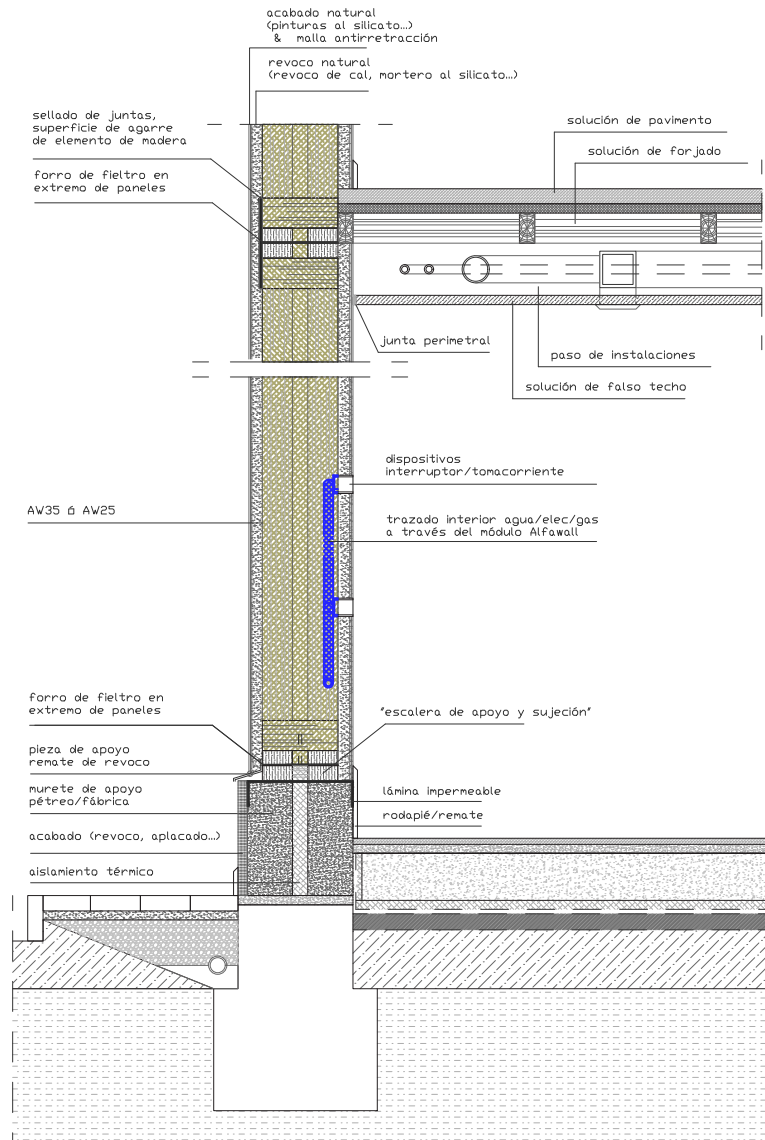 acabado natural
(pinturas al silicato...)
& malla antirretracción
revoco natural
(revoco de cal, mortero al silicato...)
sellado de juntas,
superficie de agarre
de elemento de madera
forro de fieltro en
extremo de paneles
solución de pavimento
solución de forjado
junta perimetral
paso de instalaciones
solución de falso techo
dispositivos
interruptor/tomacorriente
AW35 ó AW25
trazado interior agua/elec/gas
a través del módulo Alfawall
forro de fieltro en
extremo de paneles
"escalera de apoyo y sujeción"
pieza de apoyo
remate de revoco
murete de apoyo
pétreo/fábrica
lámina impermeable
rodapié/remate
acabado (revoco, aplacado...)
aislamiento térmico